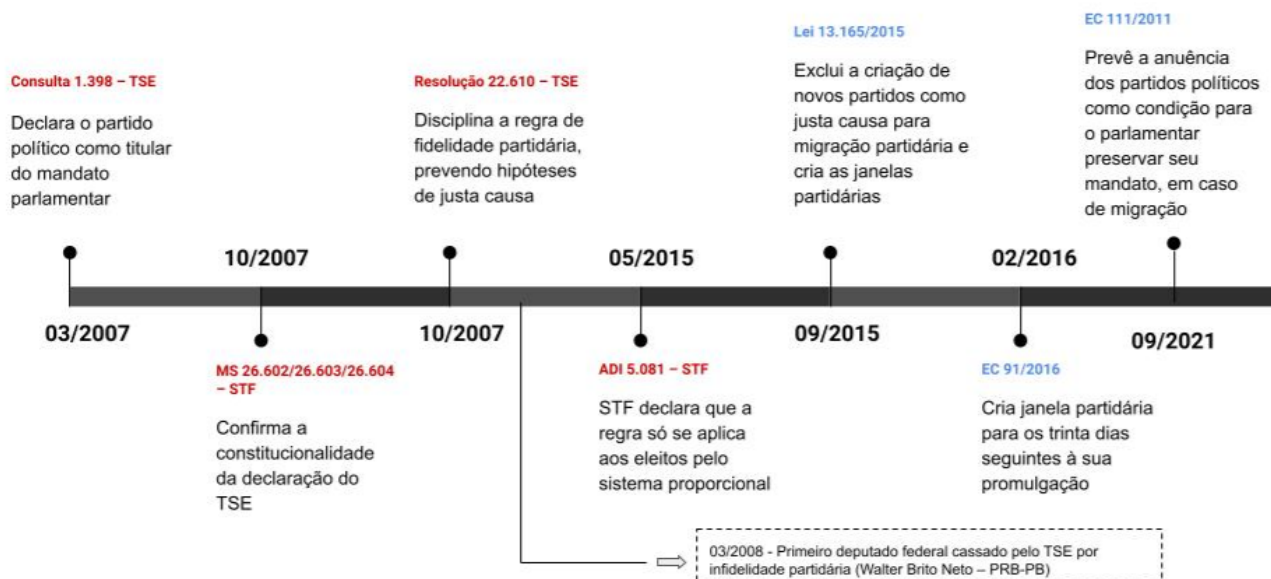 Consulta 1.398 – TSE
Declara o partido
político como titular
do mandato
parlamentar
03/2007
10/2007
MS 26.602/26.603/26.604
– STF
Confirma a
constitucionalidade
da declaração do
TSE
Resolução 22.610 – TSE
Disciplina a regra de
fidelidade partidária,
prevendo hipóteses
de justa causa
10/2007
05/2015
ADI 5.081 – STF
STF declara que a
regra só se aplica
aos eleitos pelo
sistema proporcional
Lei 13.165/2015
Exclui a criação de
novos partidos como
justa causa para
migração partidária e
cria as janelas
partidárias
09/2015
02/2016
EC 91/2016
Cria janela partidária
para os trinta dias
seguintes à sua
promulgação
EC 111/2011
Prevê a anuência
dos partidos políticos
como condição para
o parlamentar
preservar seu
mandato, em caso
de migração
09/2021
03/2008 - Primeiro deputado federal cassado pelo TSE por
infidelidade partidária (Walter Brito Neto – PRB-PB)